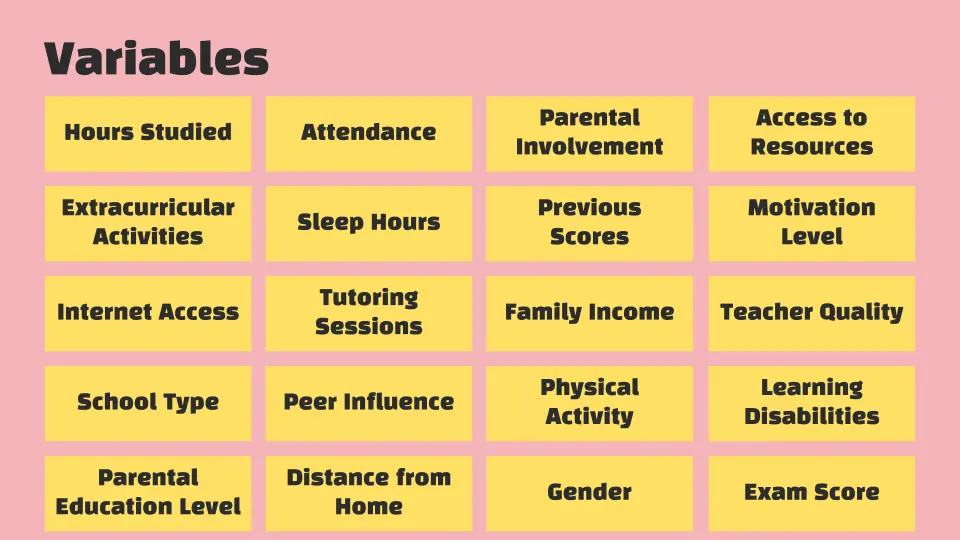 Variables
Hours Studied
Attendance
Parental
Involvement
Access to
Resources
Extracurricular
Activities
Sleep Hours
Previous
Scores
Motivation
Level
Internet Access
Tutoring
Sessions
Family Income
Teacher Quality
School Type
Peer Influence
Physical
Activity
Learning
Disabilities
Parental
Education Level
Distance from
Home
Gender
Exam Score